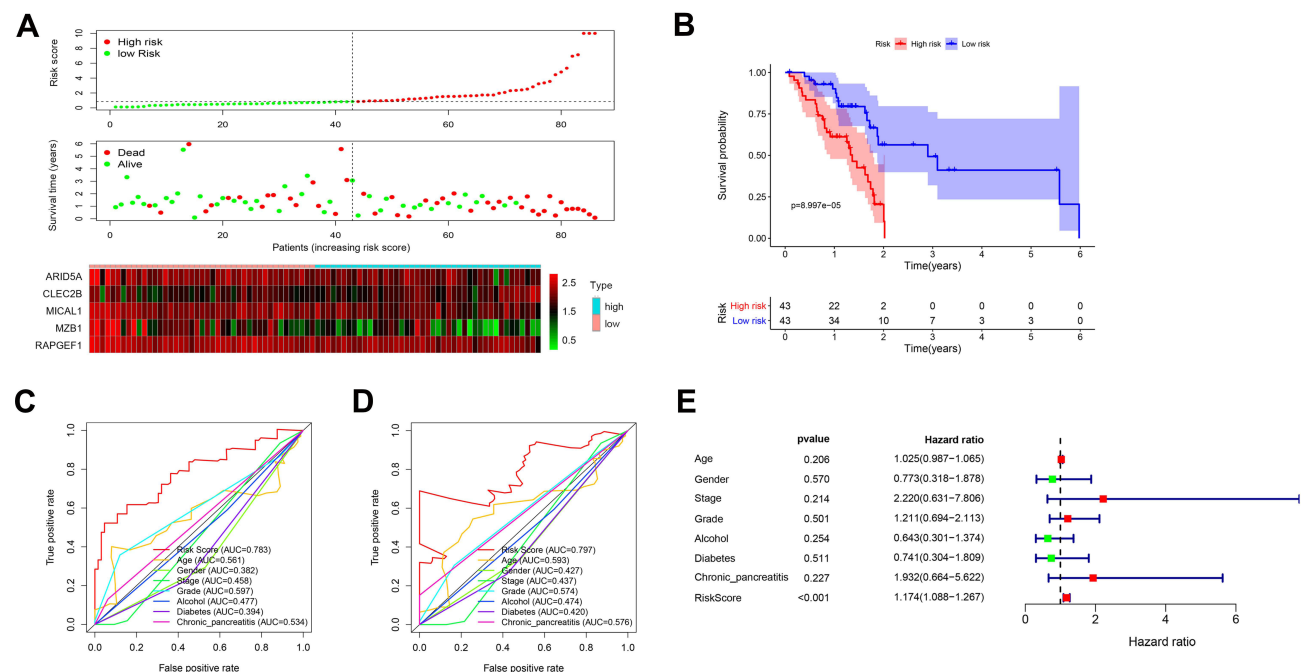 A
High risk
low Risk
Risk score
0 2 4 6 8 10
0 20 40 60 80
Dead
Alive
Survival time (years)
0 1 2 3 4 5 6
0 20 40 60 80
Patients (increasing risk score)
ARID5A
CLEC2B
MICAL1
MZB1
RAPGEF1
2.5
1.5
0.5
Type
high
low
B
Risk High risk Low risk
Survival probability
1.00
0.75
0.50
0.25
0.00
p=8.997e−05
0 1 2 3 4 5 6
Time(years)
Risk
High risk 43 22 2 0 0 0 0
Low risk 43 34 10 7 3 3 0
0 1 2 3 4 5 6
Time(years)
C
True positive rate
0.0 0.2 0.4 0.6 0.8 1.0
Risk Score (AUC=0.783)
Age (AUC=0.561)
Gender (AUC=0.382)
Stage (AUC=0.458)
Grade (AUC=0.597)
Alcohol (AUC=0.477)
Diabetes (AUC=0.394)
Chronic_pancreatitis (AUC=0.534)
0.0 0.2 0.4 0.6 0.8 1.0
False positive rate
D
True positive rate
0.0 0.2 0.4 0.6 0.8 1.0
Risk Score (AUC=0.797)
Age (AUC=0.593)
Gender (AUC=0.427)
Stage (AUC=0.437)
Grade (AUC=0.574)
Alcohol (AUC=0.474)
Diabetes (AUC=0.420)
Chronic_pancreatitis (AUC=0.576)
0.0 0.2 0.4 0.6 0.8 1.0
False positive rate
E
pvalue Hazard ratio
Age 0.206 1.025(0.987−1.065)
Gender 0.570 0.773(0.318−1.878)
Stage 0.214 2.220(0.631−7.806)
Grade 0.501 1.211(0.694−2.113)
Alcohol 0.254 0.643(0.301−1.374)
Diabetes 0.511 0.741(0.304−1.809)
Chronic_pancreatitis 0.227 1.932(0.664−5.622)
RiskScore <0.001 1.174(1.088−1.267)
0 2 4 6
Hazard ratio